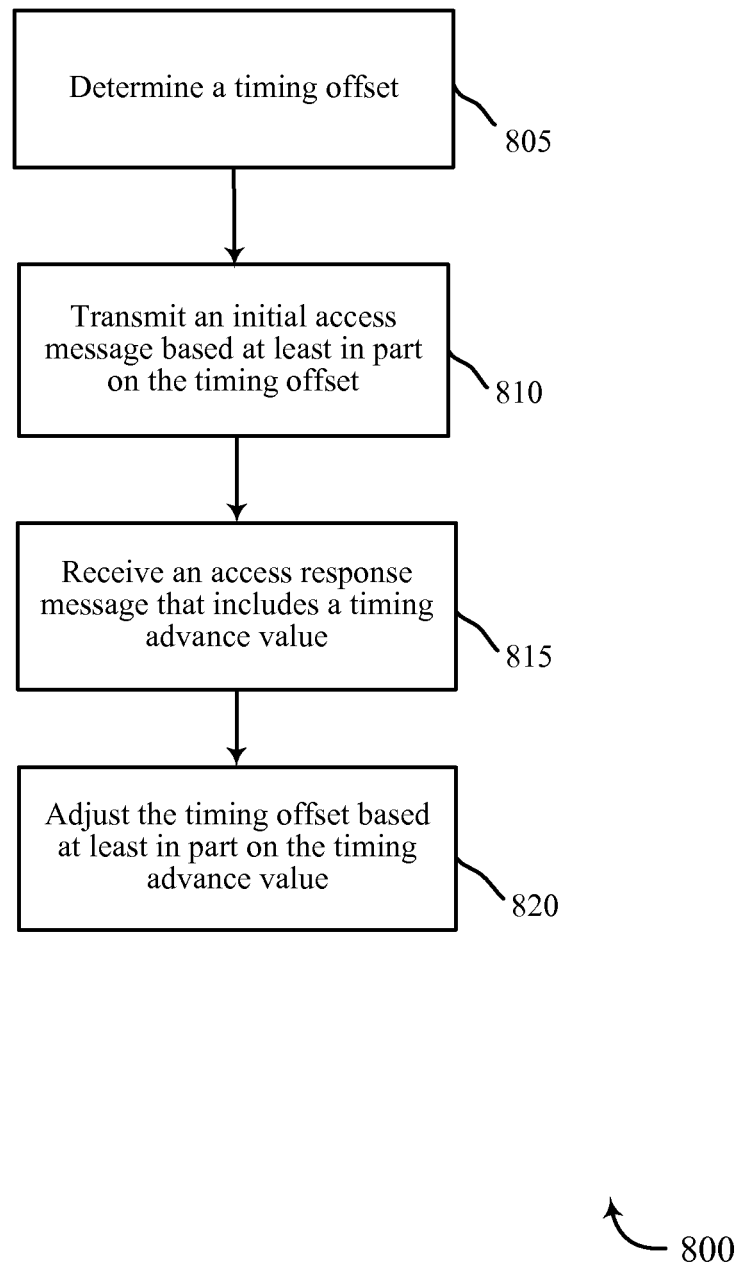 Determine a timing offset
805
Transmit an initial access
message based at least in part
on the timing offset
810
Receive an access response
message that includes a timing
advance value
815
Adjust the timing offset based
at least in part on the timing
advance value
820
800